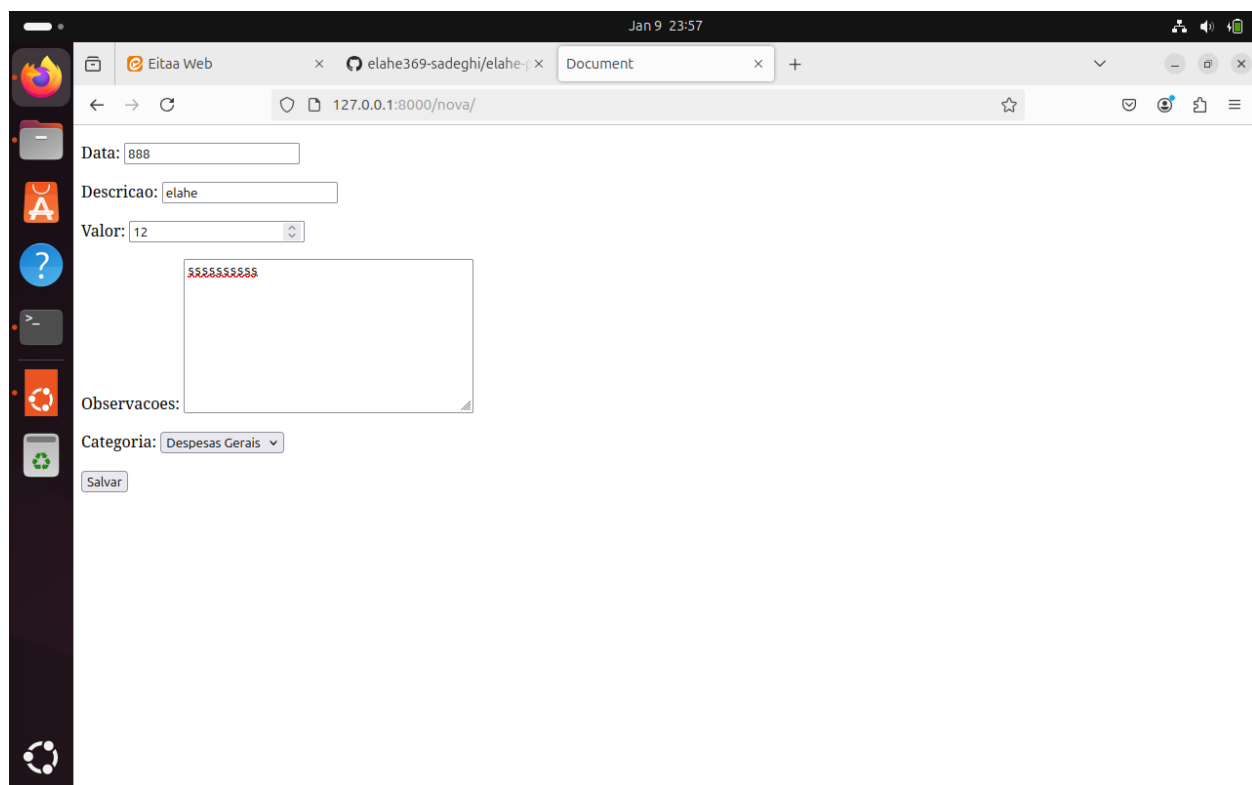 Jan 9 23:57
Eitaa Web
elahe369-sadeghi/elahe-p
Document
127.0.0.1:8000/nova/
Data: 888
Descricao: elahe
Valor: 12
ssssssssss
Observacoes:
Categoria: Despesas Gerais
Salvar